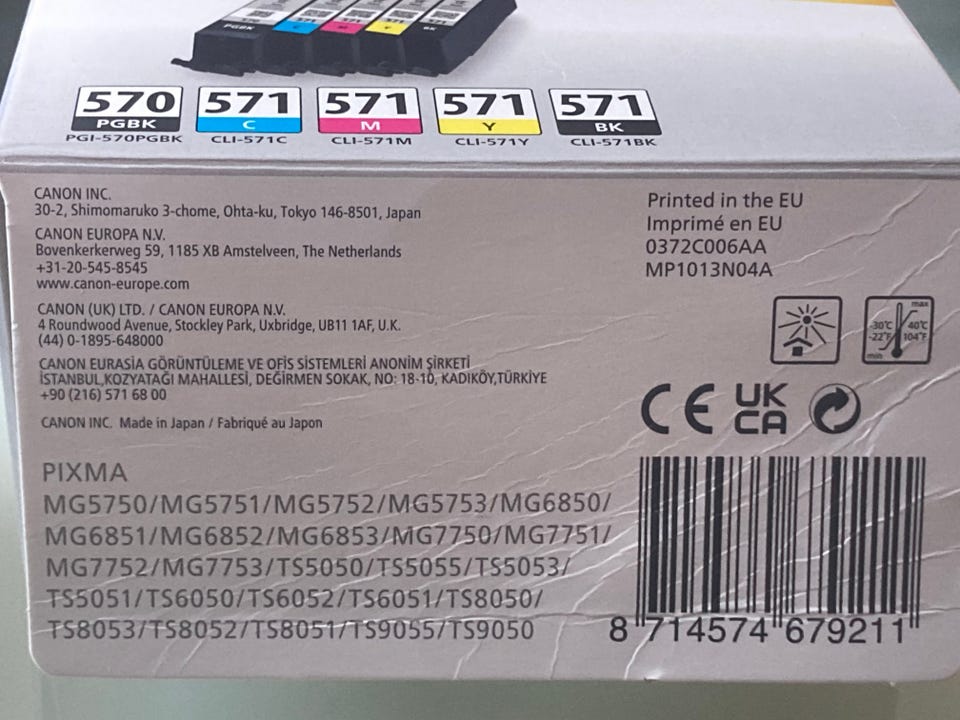 PGBK C M Y BK
570 571 571 571 571
PGBK C M Y BK
PGI-570PGBK CLI-571C CLI-571M CLI-571Y CLI-571BK
CANON INC.
30-2, Shimomaruko 3-chome, Ohta-ku, Tokyo 146-8501, Japan
CANON EUROPA N.V.
Bovenkerkerweg 59, 1185 XB Amstelveen, The Netherlands
+31-20-545-8545
www.canon-europe.com
CANON (UK) LTD. / CANON EUROPA N.V.
4 Roundwood Avenue, Stockley Park, Uxbridge, UB11 1AF, U.K.
(44) 0-1895-648000
CANON EURASİA GÖRÜNTÜLEME VE OFİS SİSTEMLERİ ANONİM ŞİRKETİ
İSTANBUL,KOZYATAĞI MAHALLESİ, DEĞİRMEN SOKAK, NO: 18-10, KADIKÖY,TÜRKİYE
+90 (216) 571 68 00
CANON INC. Made in Japan / Fabriqué au Japon
PIXMA
MG5750/MG5751/MG5752/MG5753/MG6850/
MG6851/MG6852/MG6853/MG7750/MG7751/
MG7752/MG7753/TS5050/TS5055/TS5053/
TS5051/TS6050/TS6052/TS6051/TS8050/
TS8053/TS8052/TS8051/TS9055/TS9050
Printed in the EU
Imprimé en EU
0372C006AA
MP1013N04A
max
-30°C 40°C
-22°F 104°F
min
CE UK
CA
8 714574 679211